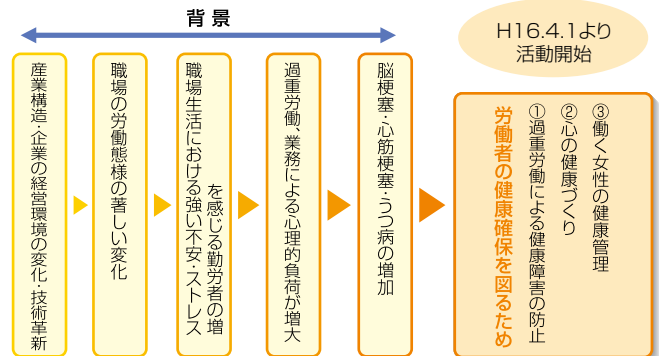 背景
H16.4.1より
活動開始
産業構造・企業の経営環境の変化・技術革新
職場の労働態様の著しい変化
職場生活における強い不安・ストレス
を感じる勤労者の増
過重労働、業務による心理的負荷が増大
脳梗塞・心筋梗塞・うつ病の増加
労働者の健康確保を図るため
①過重労働による健康障害の防止
②心の健康づくり
③働く女性の健康管理